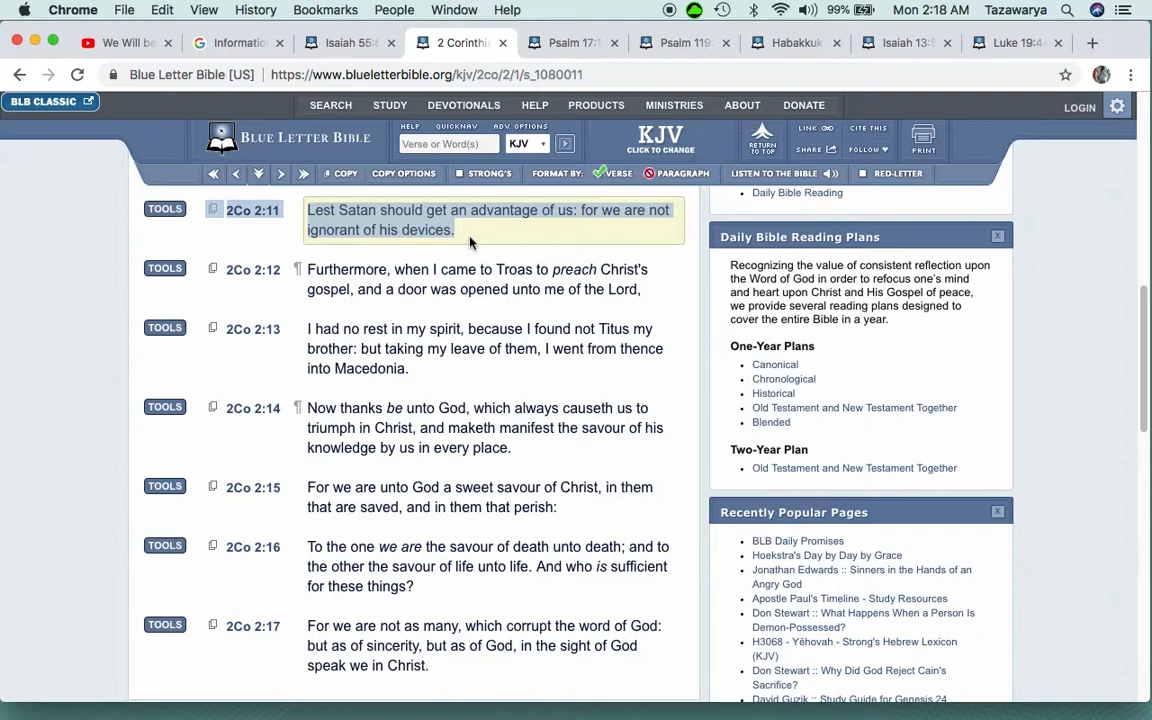 Chrome File Edit View History Bookmarks People Window Help 99% Mon 2:18 AM Tazawarya
We Will be Informatio Isaiah 55: 2 Corinthia Psalm 17:1 Psalm 119 Habakkuk Isaiah 13:5 Luke 19:4
Blue Letter Bible [US] https://www.blueletterbible.org/kjv/2co/2/1/s_1080011
BLB CLASSIC
SEARCH STUDY DEVOTIONALS HELP PRODUCTS MINISTRIES ABOUT DONATE LOGIN
BLUE LETTER BIBLE
HELP QUICKNAV ADV. OPTIONS
Verse or Word(s) KJV
KJV
CLICK TO CHANGE
RETURN
TO TOP
LINK CITE THIS
SHARE FOLLOW
PRINT
COPY COPY OPTIONS STRONG'S FORMAT BY: VERSE PARAGRAPH LISTEN TO THE BIBLE RED-LETTER
TOOLS 2Co 2:11 Lest Satan should get an advantage of us: for we are not
ignorant of his devices.
TOOLS 2Co 2:12 ¶ Furthermore, when I came to Troas to preach Christ's
gospel, and a door was opened unto me of the Lord,
TOOLS 2Co 2:13 I had no rest in my spirit, because I found not Titus my
brother: but taking my leave of them, I went from thence
into Macedonia.
TOOLS 2Co 2:14 ¶ Now thanks be unto God, which always causeth us to
triumph in Christ, and maketh manifest the savour of his
knowledge by us in every place.
TOOLS 2Co 2:15 For we are unto God a sweet savour of Christ, in them
that are saved, and in them that perish:
TOOLS 2Co 2:16 To the one we are the savour of death unto death; and to
the other the savour of life unto life. And who is sufficient
for these things?
TOOLS 2Co 2:17 For we are not as many, which corrupt the word of God:
but as of sincerity, but as of God, in the sight of God
speak we in Christ.
Daily Bible Reading
Daily Bible Reading Plans
Recognizing the value of consistent reflection upon
the Word of God in order to refocus one's mind
and heart upon Christ and His Gospel of peace,
we provide several reading plans designed to
cover the entire Bible in a year.
One-Year Plans
Canonical
Chronological
Historical
Old Testament and New Testament Together
Blended
Two-Year Plan
Old Testament and New Testament Together
Recently Popular Pages
BLB Daily Promises
Hoekstra's Day by Day by Grace
Jonathan Edwards :: Sinners in the Hands of an
Angry God
Apostle Paul's Timeline - Study Resources
Don Stewart :: What Happens When a Person Is
Demon-Possessed?
H3068 - Yĕhovah - Strong's Hebrew Lexicon
(KJV)
Don Stewart :: Why Did God Reject Cain's
Sacrifice?
David Guzik :: Study Guide for Genesis 24